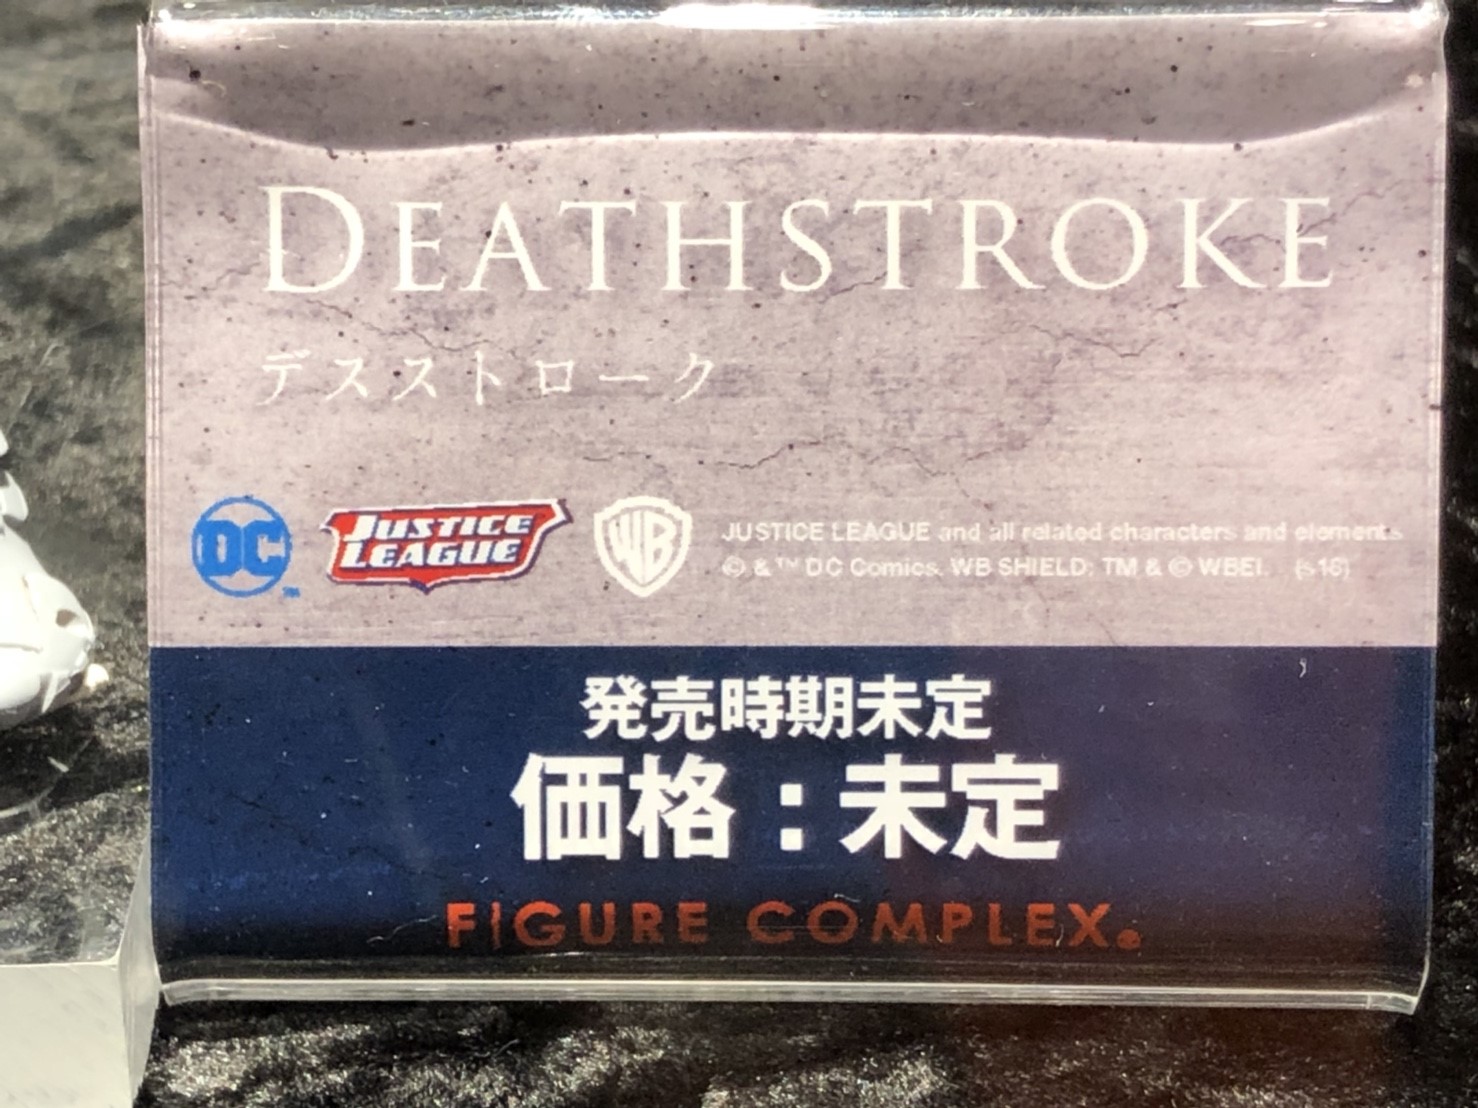 DEATHSTROKE
デスストローク
DC™
JUSTICE LEAGUE
WB
JUSTICE LEAGUE and all related characters and elements
© & ™ DC Comics. WB SHIELD: TM & © WBEI. (s18)
発売時期未定
価格：未定
FIGURE COMPLEX.